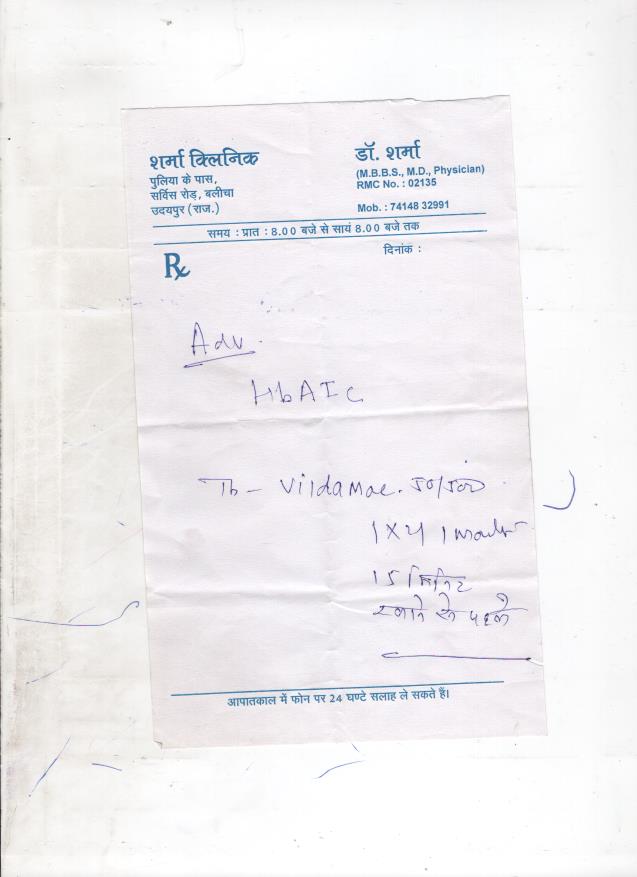 शर्मा क्लिनिक
पुलिया के पास,
सर्विस रोड़, बलीचा
उदयपुर (राज.)
डॉ. शर्मा
(M.B.B.S., M.D., Physician)
RMC No. : 02135
Mob. : 74148 32991
समय : प्रात : 8.00 बजे से सायं 8.00 बजे तक
दिनांक :
Rx
Adv.
HbA1C
Tb - Vildamac. 50/500
1 X 1 month
15 मिनिट
खाने से पहले
आपातकाल में फोन पर 24 घण्टे सलाह ले सकते हैं।